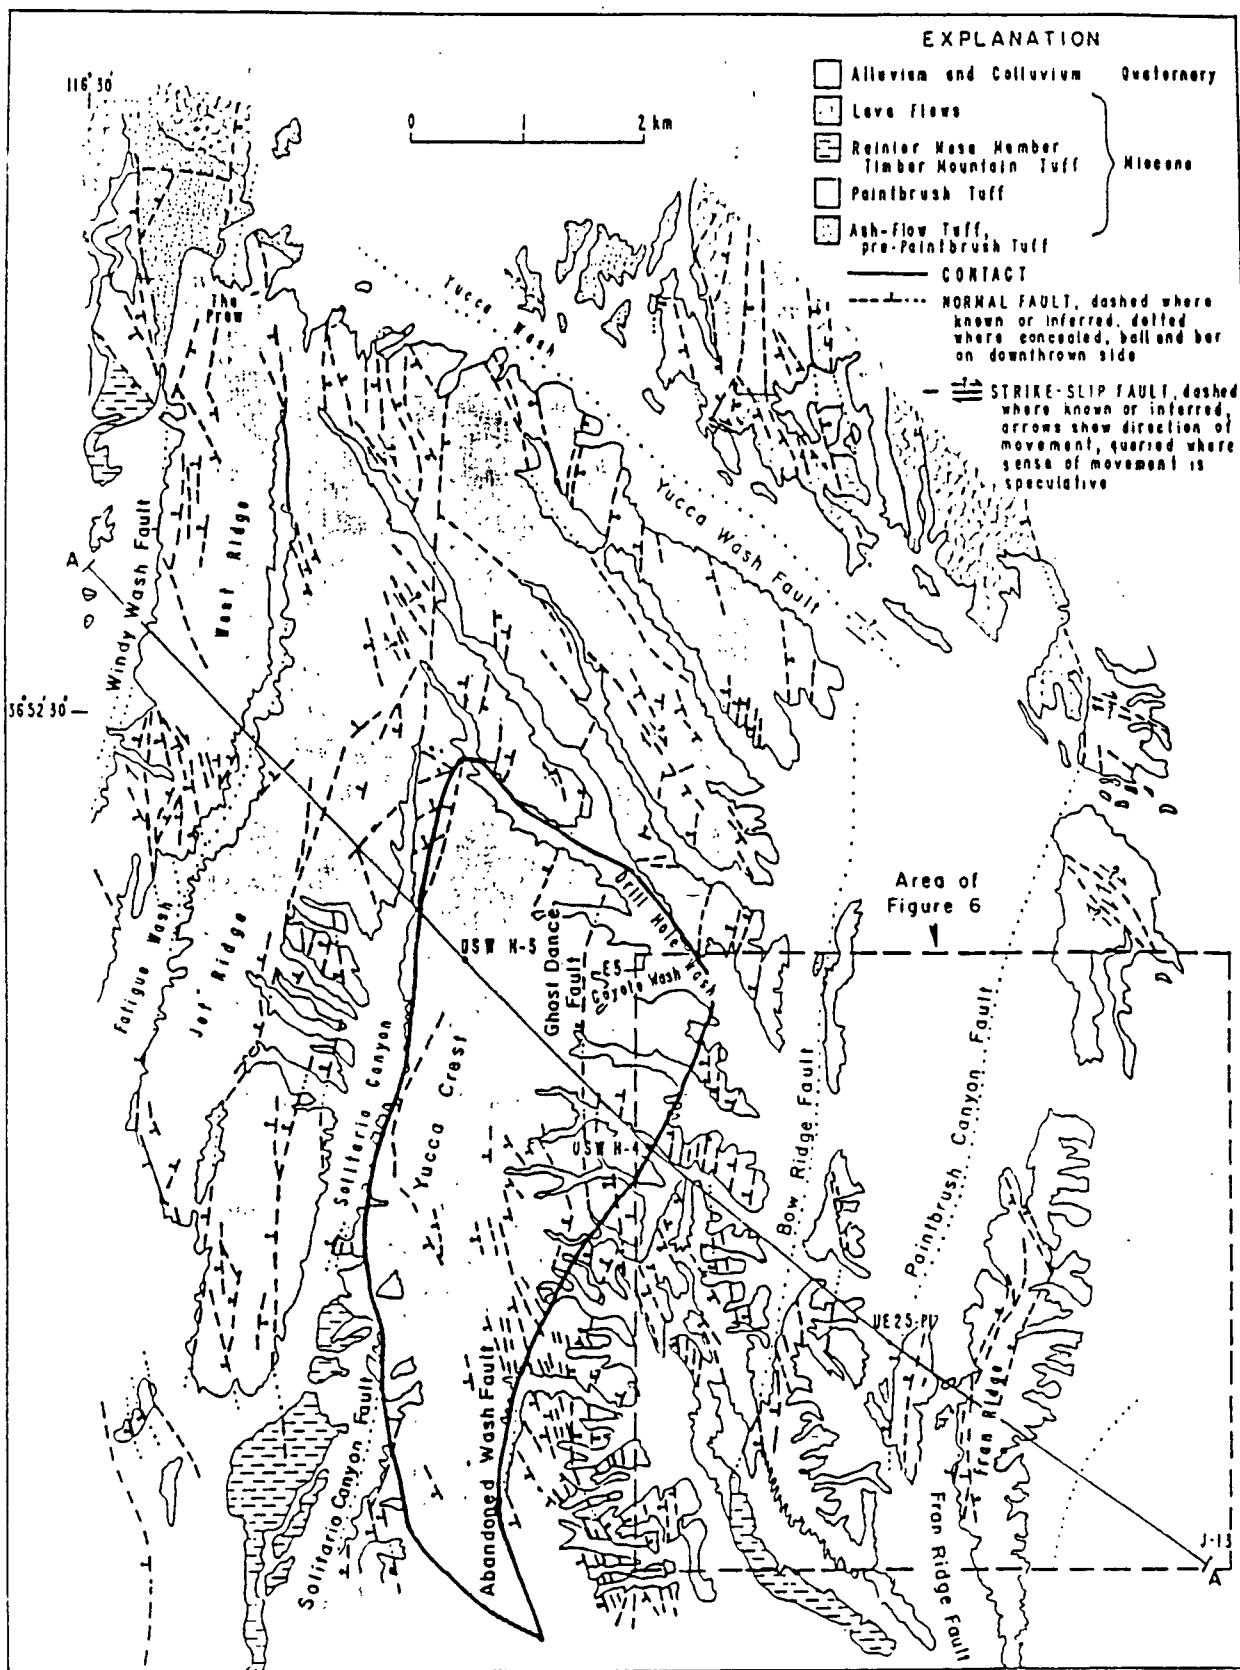 EXPLANATION
Alluvium and Colluvium Quaternary
Lava Flows
Rainier Mesa Member
Timber Mountain Tuff
Miocene
Paintbrush Tuff
Ash-Flow Tuff,
pre-Paintbrush Tuff
CONTACT
NORMAL FAULT, dashed where
known or inferred, dotted
where concealed, ball and bar
on downthrown side
STRIKE-SLIP FAULT, dashed
where known or inferred,
arrows show direction of
movement, queried where
sense of movement is
speculative
116°30'
0 2 km
The
Prow
Yucca Wash
Yucca Wash Fault
A
Windy Wash Fault
West Ridge
36°52'30"
Fatigue Wash
Jet Ridge
Solitario Canyon
USW H-5
Yucca Crest
Ghost Dance
Fault
Drill Hole Wash
ES
Coyote Wash
Area of
Figure 6
USW H-4
Bow Ridge Fault
Paintbrush Canyon Fault
UE25-P1
Fran Ridge
Solitario Canyon Fault
Abandoned Wash Fault
Fran Ridge Fault
J-13
A'